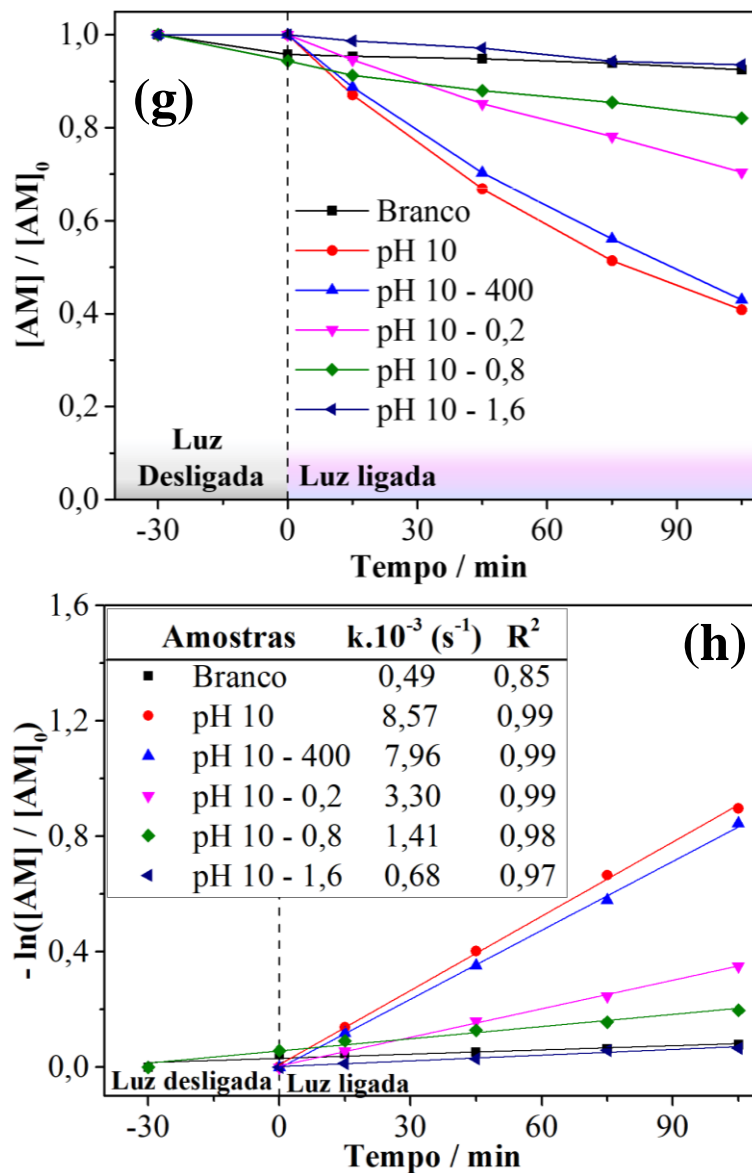 (g)
[AM] / [AM]₀
1,0
0,8
0,6
0,4
0,2
0,0
Branco
pH 10
pH 10 - 400
pH 10 - 0,2
pH 10 - 0,8
pH 10 - 1,6
Luz
Desligada
Luz ligada
-30 0 30 60 90
Tempo / min
(h)
- ln([AM] / [AM]₀)
1,6
1,2
0,8
0,4
0,0
Amostras k.10⁻³ (s⁻¹) R²
Branco 0,49 0,85
pH 10 8,57 0,99
pH 10 - 400 7,96 0,99
pH 10 - 0,2 3,30 0,99
pH 10 - 0,8 1,41 0,98
pH 10 - 1,6 0,68 0,97
Luz desligada Luz ligada
-30 0 30 60 90
Tempo / min